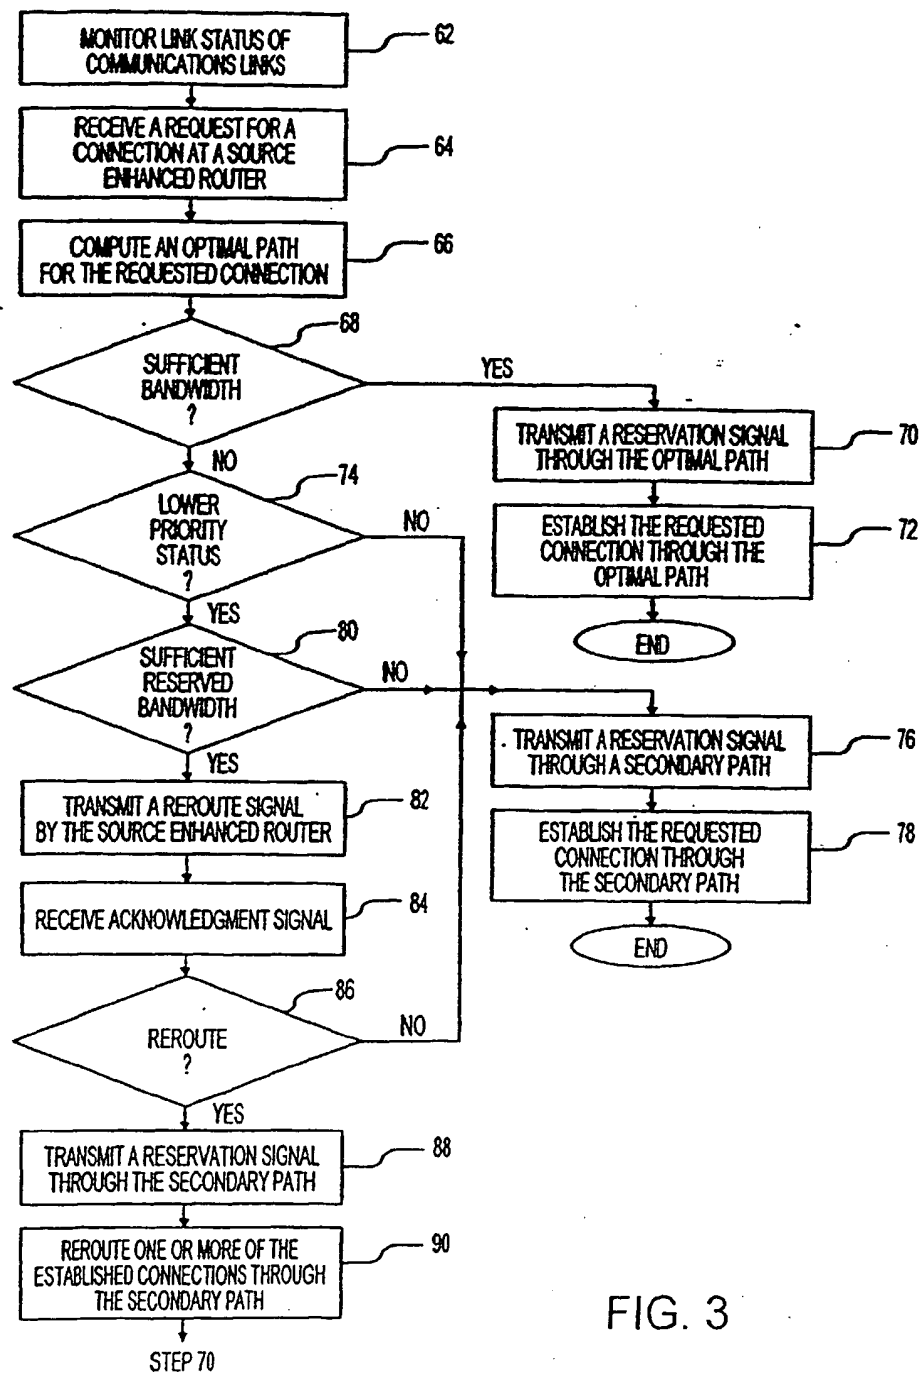 MONITOR LINK STATUS OF
COMMUNICATIONS LINKS
62
RECEIVE A REQUEST FOR A
CONNECTION AT A SOURCE
ENHANCED ROUTER
64
COMPUTE AN OPTIMAL PATH
FOR THE REQUESTED CONNECTION
66
SUFFICIENT
BANDWIDTH
?
68
YES
NO
TRANSMIT A RESERVATION SIGNAL
THROUGH THE OPTIMAL PATH
70
ESTABLISH THE REQUESTED
CONNECTION THROUGH THE
OPTIMAL PATH
72
END
LOWER
PRIORITY
STATUS
?
74
NO
YES
SUFFICIENT
RESERVED
BANDWIDTH
?
80
NO
YES
TRANSMIT A RESERVATION SIGNAL
THROUGH A SECONDARY PATH
76
ESTABLISH THE REQUESTED
CONNECTION THROUGH
THE SECONDARY PATH
78
END
TRANSMIT A REROUTE SIGNAL
BY THE SOURCE ENHANCED ROUTER
82
RECEIVE ACKNOWLEDGMENT SIGNAL
84
REROUTE
?
86
NO
YES
TRANSMIT A RESERVATION SIGNAL
THROUGH THE SECONDARY PATH
88
REROUTE ONE OR MORE OF THE
ESTABLISHED CONNECTIONS THROUGH
THE SECONDARY PATH
90
STEP 70
FIG. 3